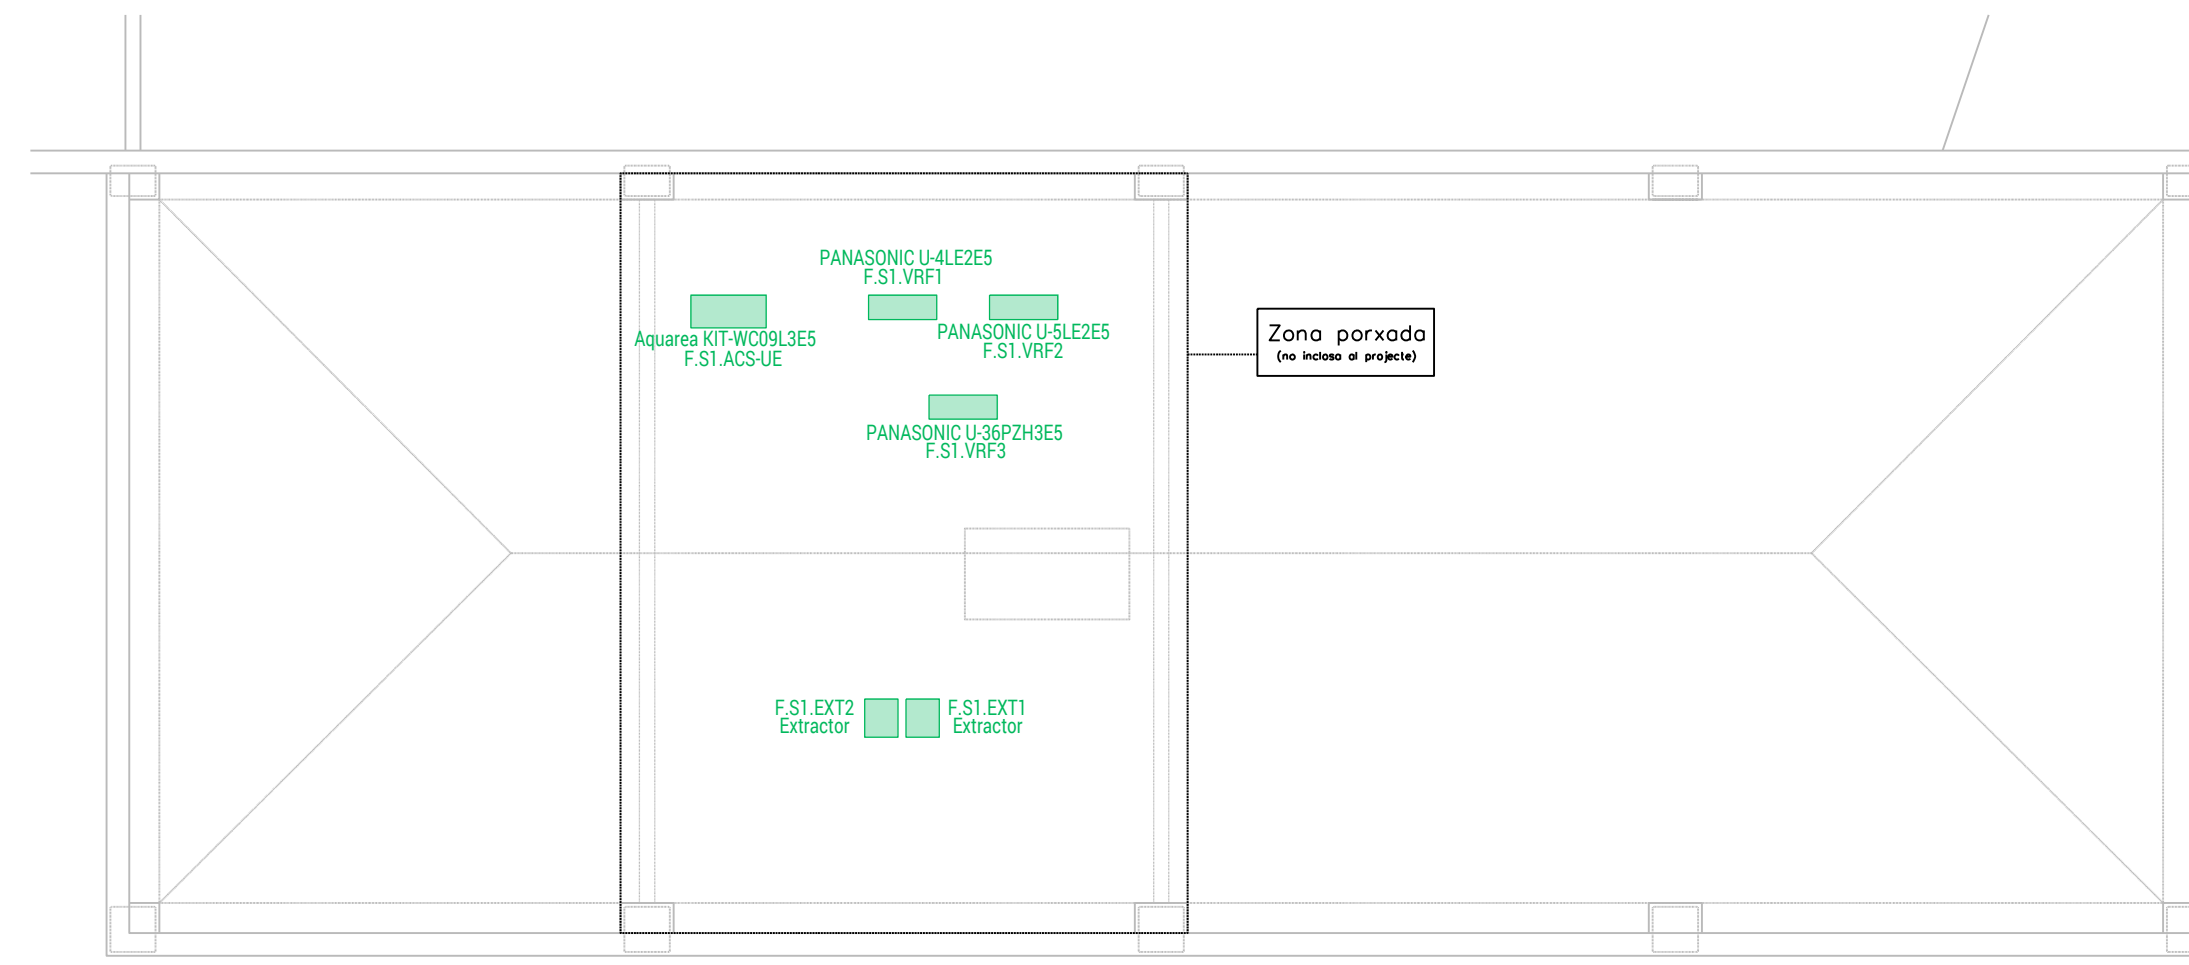 PANASONIC U-4LE2E5
F.S1.VRF1
Aquarea KIT-WC09L3E5
F.S1.ACS-UE
PANASONIC U-5LE2E5
F.S1.VRF2
Zona porxada
(no inclosa al projecte)
PANASONIC U-36PZH3E5
F.S1.VRF3
F.S1.EXT2
Extractor
F.S1.EXT1
Extractor